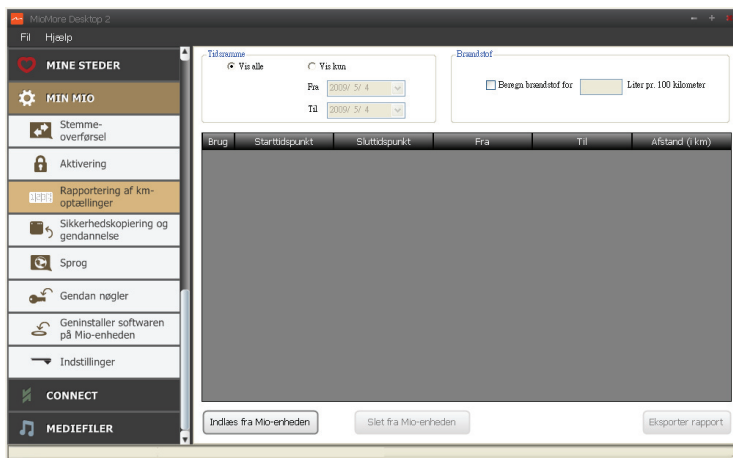 MioMore Desktop 2
Fil Hjælp
MINE STEDER
MIN MIO
Stemme-
overførsel
Aktivering
Rapportering af km-
optællinger
Sikkerhedskopiering og
gendannelse
Sprog
Gendan nøgler
Geninstaller softwaren
på Mio-enheden
Indstillinger
CONNECT
MEDIEFILER
Tidsramme
Vis alle Vis kun
Fra 2009/ 5/ 4
Til 2009/ 5/ 4
Brændstof
Beregn brændstof for Liter pr. 100 kilometer
Brug Starttidspunkt Sluttidspunkt Fra Til Afstand (i km)
Indlæs fra Mio-enheden Slet fra Mio-enheden Eksporter rapport